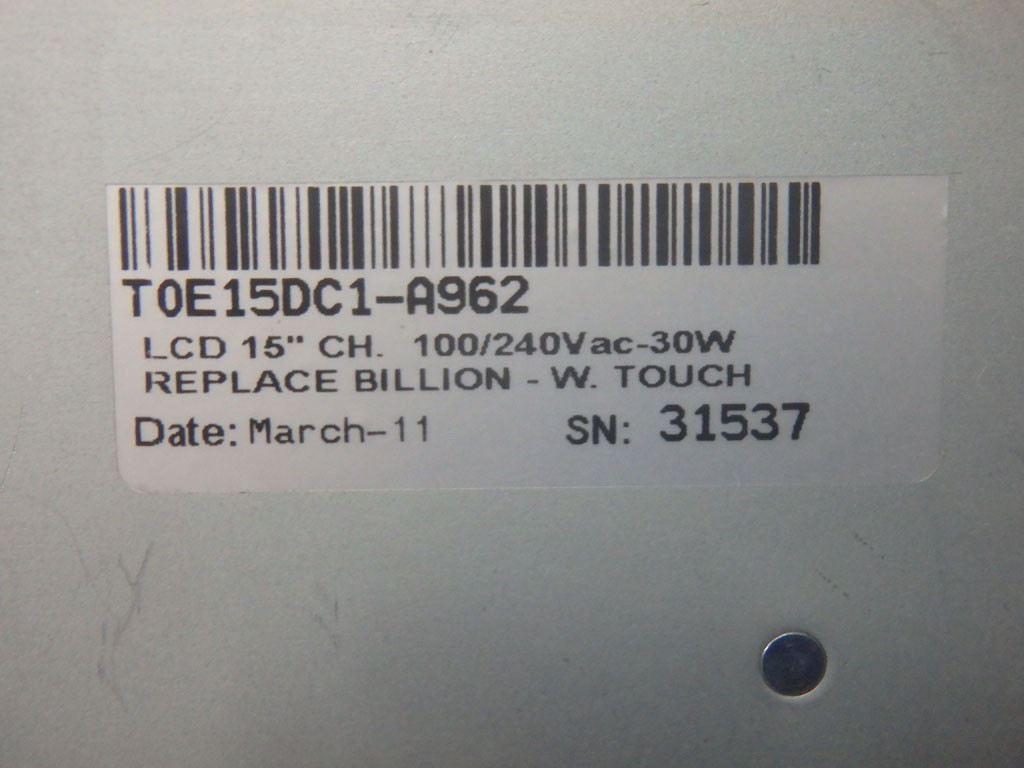 T0E15DC1-A962
LCD 15" CH. 100/240Vac-30W
REPLACE BILLION - W. TOUCH
Date: March-11 SN: 31537